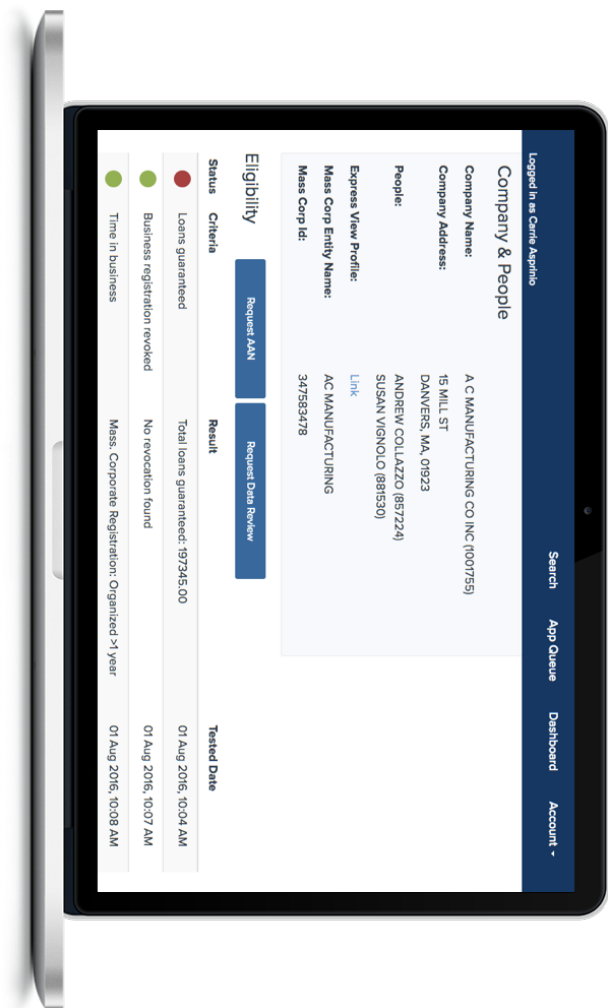 Logged in as Carrie Asprinio
Search App Queue Dashboard Account
Company & People
Company Name: A C MANUFACTURING CO INC (1001755)
Company Address: 15 MILL ST
DANVERS, MA, 01923
People: ANDREW COLLAZZO (857224)
SUSAN VIGNOLO (881530)
Express View Profile: Link
Mass Corp Entity Name: AC MANUFACTURING
Mass Corp Id: 347583478
Eligibility
Request AAN Request Data Review
Status Criteria Result Tested Date
Loans guaranteed Total loans guaranteed: 197345.00 01 Aug 2016, 10:04 AM
Business registration revoked No revocation found 01 Aug 2016, 10:07 AM
Time in business Mass. Corporate Registration: Organized >1 year 01 Aug 2016, 10:08 AM